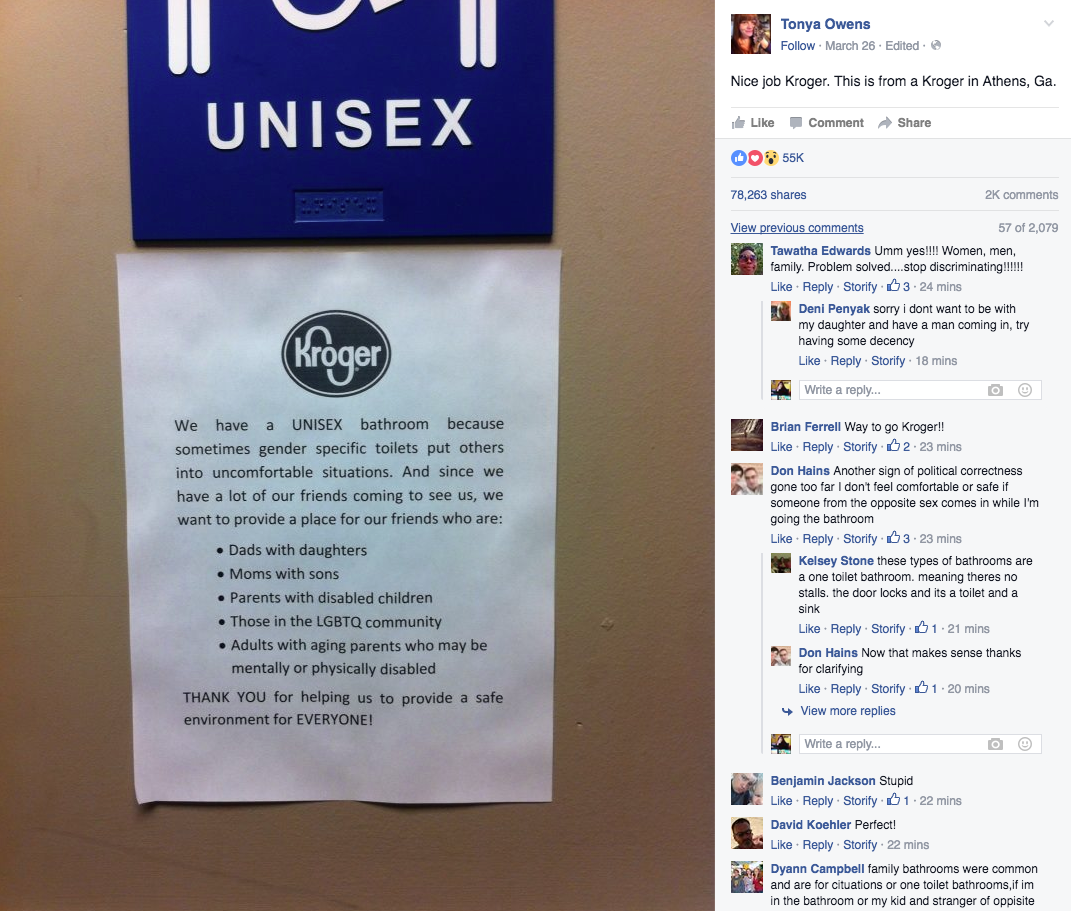 UNISEX
Kroger
We have a UNISEX bathroom because
sometimes gender specific toilets put others
into uncomfortable situations. And since we
have a lot of our friends coming to see us, we
want to provide a place for our friends who are:
• Dads with daughters
• Moms with sons
• Parents with disabled children
• Those in the LGBTQ community
• Adults with aging parents who may be
mentally or physically disabled
THANK YOU for helping us to provide a safe
environment for EVERYONE!
Tonya Owens
Follow · March 26 · Edited ·
Nice job Kroger. This is from a Kroger in Athens, Ga.
Like Comment Share
55K
78,263 shares 2K comments
View previous comments 57 of 2,079
Tawatha Edwards Umm yes!!!! Women, men,
family. Problem solved....stop discriminating!!!!!!
Like · Reply · Storify · 3 · 24 mins
Deni Penyak sorry i dont want to be with
my daughter and have a man coming in, try
having some decency
Like · Reply · Storify · 18 mins
Write a reply...
Brian Ferrell Way to go Kroger!!
Like · Reply · Storify · 2 · 23 mins
Don Hains Another sign of political correctness
gone too far I don't feel comfortable or safe if
someone from the opposite sex comes in while I'm
going the bathroom
Like · Reply · Storify · 3 · 23 mins
Kelsey Stone these types of bathrooms are
a one toilet bathroom. meaning theres no
stalls. the door locks and its a toilet and a
sink
Like · Reply · Storify · 1 · 21 mins
Don Hains Now that makes sense thanks
for clarifying
Like · Reply · Storify · 1 · 20 mins
View more replies
Write a reply...
Benjamin Jackson Stupid
Like · Reply · Storify · 1 · 22 mins
David Koehler Perfect!
Like · Reply · Storify · 22 mins
Dyann Campbell family bathrooms were common
and are for cituations or one toilet bathrooms,if im
in the bathroom or my kid and stranger of oppisite